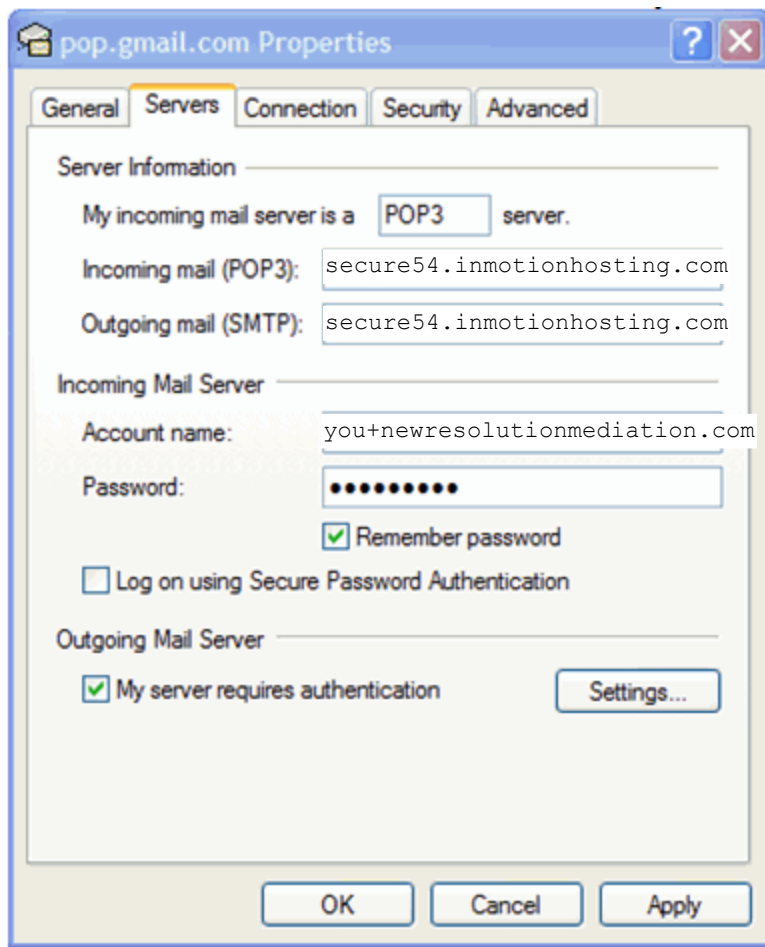 pop.gmail.com Properties
General Servers Connection Security Advanced
Server Information
My incoming mail server is a POP3 server.
Incoming mail (POP3): secure54.inmotionhosting.com
Outgoing mail (SMTP): secure54.inmotionhosting.com
Incoming Mail Server
Account name: you+newresolutionmediation.com
Password: •••••••••
Remember password
Log on using Secure Password Authentication
Outgoing Mail Server
My server requires authentication Settings...
OK Cancel Apply